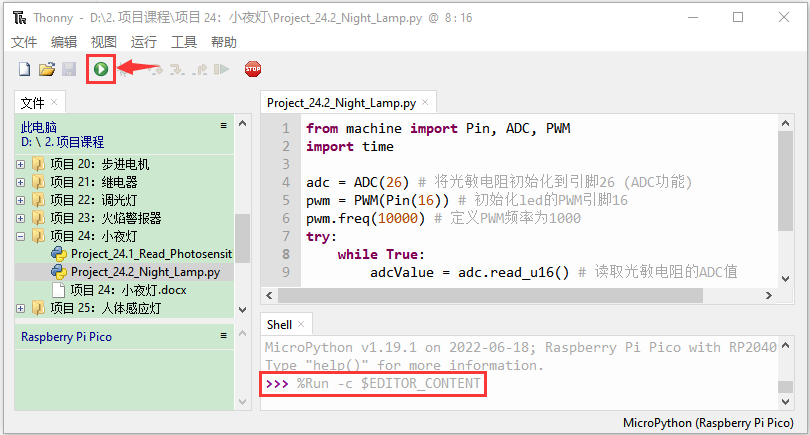 Thonny - D:\2. 项目课程\项目 24：小夜灯\Project_24.2_Night_Lamp.py @ 8 : 16
文件 编辑 视图 运行 工具 帮助
STOP
文件
此电脑
D: \ 2. 项目课程
项目 20：步进电机
项目 21：继电器
项目 22：调光灯
项目 23：火焰警报器
项目 24：小夜灯
Project_24.1_Read_Photosensit
Project_24.2_Night_Lamp.py
项目 24：小夜灯.docx
项目 25：人体感应灯
Raspberry Pi Pico
Project_24.2_Night_Lamp.py
1 from machine import Pin, ADC, PWM
2 import time
3
4 adc = ADC(26) # 将光敏电阻初始化到引脚26 (ADC功能)
5 pwm = PWM(Pin(16)) # 初始化led的PWM引脚16
6 pwm.freq(10000) # 定义PWM频率为1000
7 try:
8 while True:
9 adcValue = adc.read_u16() # 读取光敏电阻的ADC值
Shell
MicroPython v1.19.1 on 2022-06-18; Raspberry Pi Pico with RP2040
Type "help()" for more information.
>>> %Run -c $EDITOR_CONTENT
MicroPython (Raspberry Pi Pico)